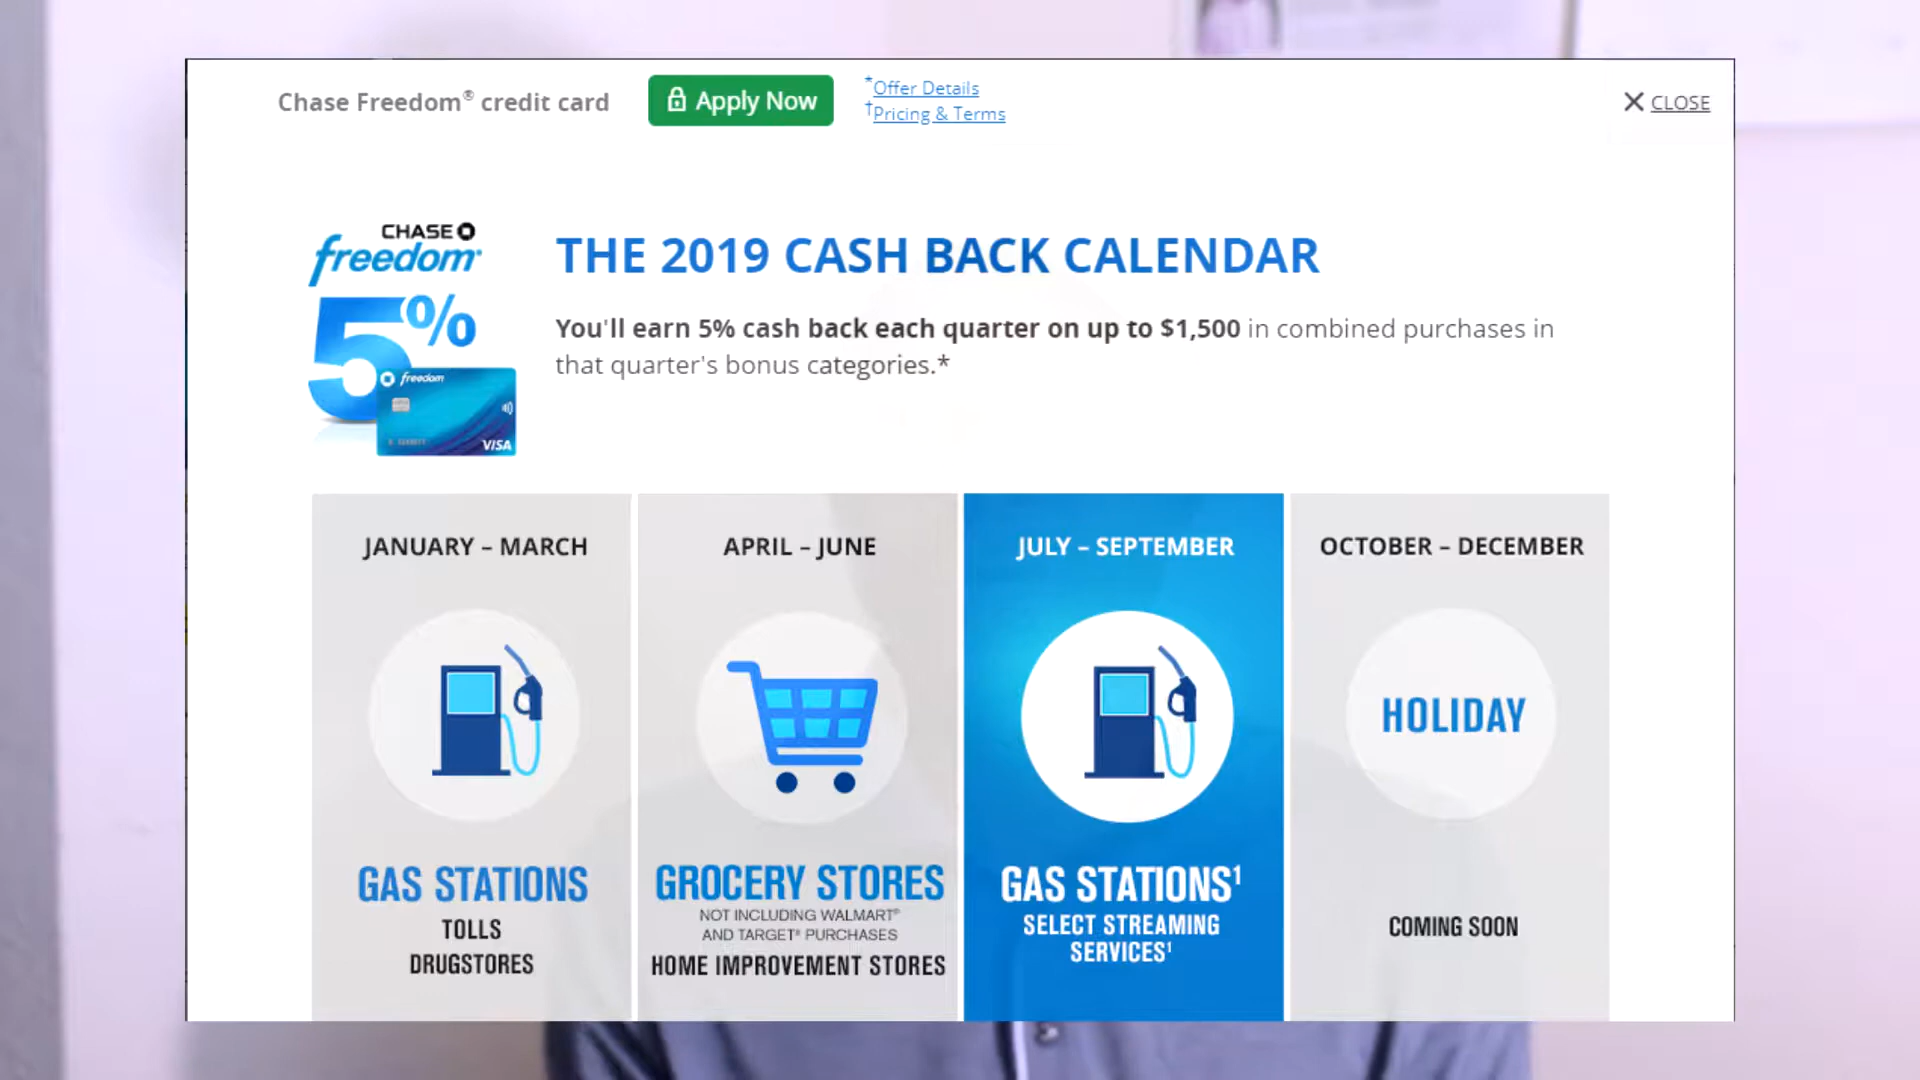 Chase Freedom® credit card
Apply Now
*Offer Details
†Pricing & Terms
CLOSE
CHASE
freedom®
5%
freedom
VISA
THE 2019 CASH BACK CALENDAR
You'll earn 5% cash back each quarter on up to $1,500 in combined purchases in
that quarter's bonus categories.*
JANUARY – MARCH
GAS STATIONS
TOLLS
DRUGSTORES
APRIL – JUNE
GROCERY STORES
NOT INCLUDING WALMART®
AND TARGET® PURCHASES
HOME IMPROVEMENT STORES
JULY – SEPTEMBER
GAS STATIONS¹
SELECT STREAMING
SERVICES¹
OCTOBER – DECEMBER
HOLIDAY
COMING SOON